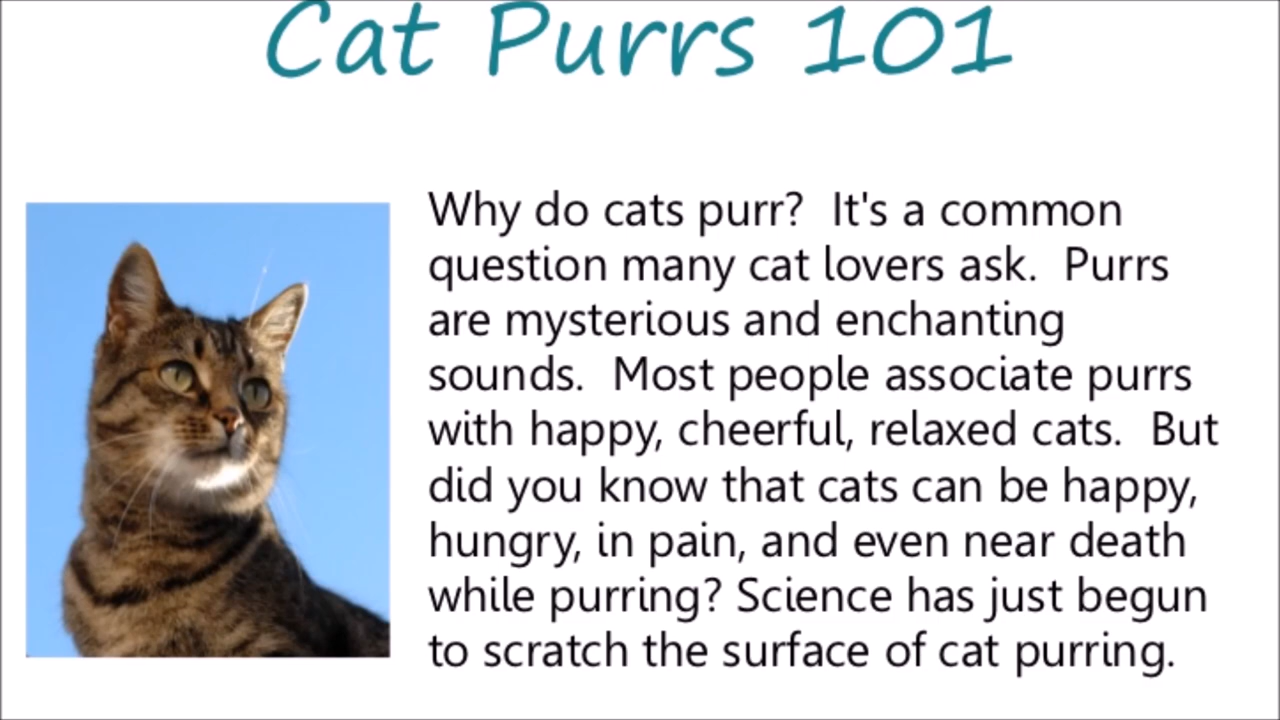 Cat Purrs 101
Why do cats purr?  It's a common
question many cat lovers ask.  Purrs
are mysterious and enchanting
sounds.  Most people associate purrs
with happy, cheerful, relaxed cats.  But
did you know that cats can be happy,
hungry, in pain, and even near death
while purring? Science has just begun
to scratch the surface of cat purring.